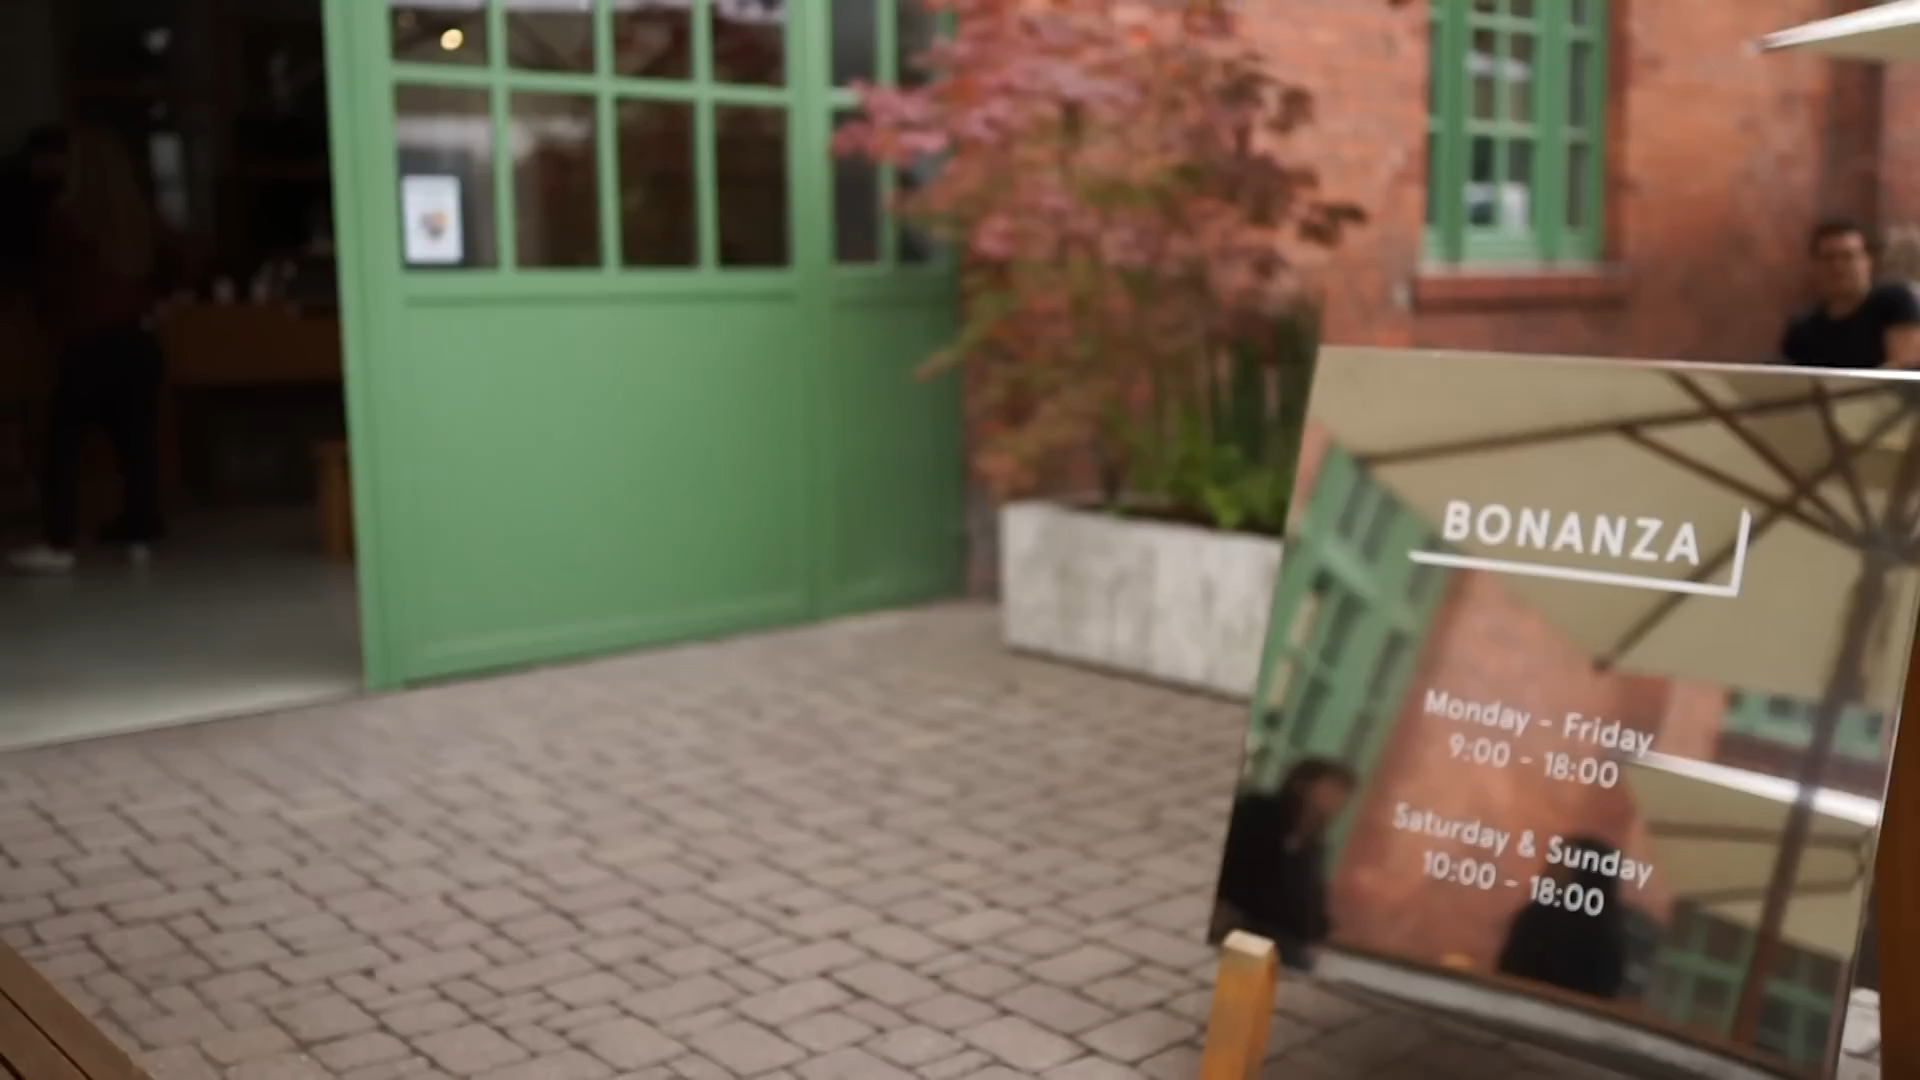 BONANZA
Monday - Friday
9:00 - 18:00
Saturday & Sunday
10:00 - 18:00